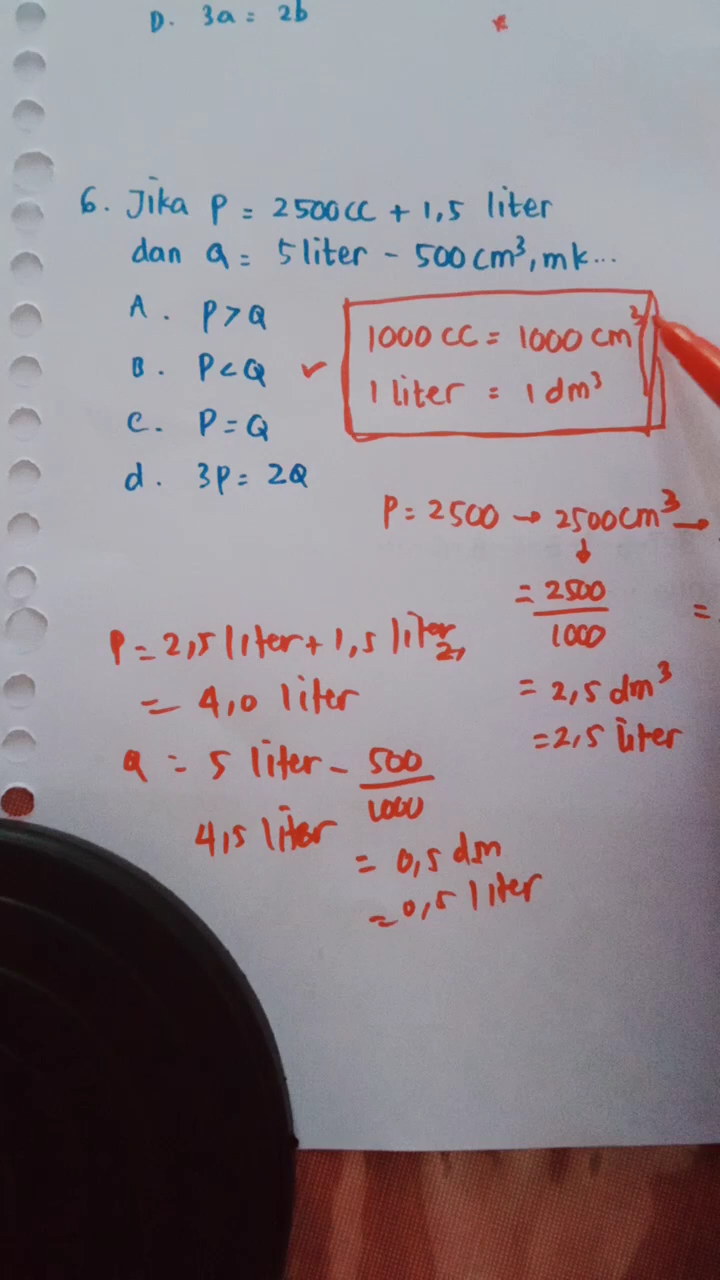 D. 3a = 2b
6. Jika P = 2500 cc + 1,5 liter
dan Q = 5 liter - 500 cm³, mk...
A. P > Q
B. P < Q ✓
C. P = Q
d. 3P = 2Q
1000 CC = 1000 cm³
1 liter = 1 dm³
P = 2500 → 2500 cm³ →
↓
= 2500
1000
=
= 2,5 dm³
= 2,5 liter
P = 2,5 liter + 1,5 liter
2,
= 4,0 liter
Q = 5 liter - 500
1000
4,5 liter
= 0,5 dm
= 0,5 liter